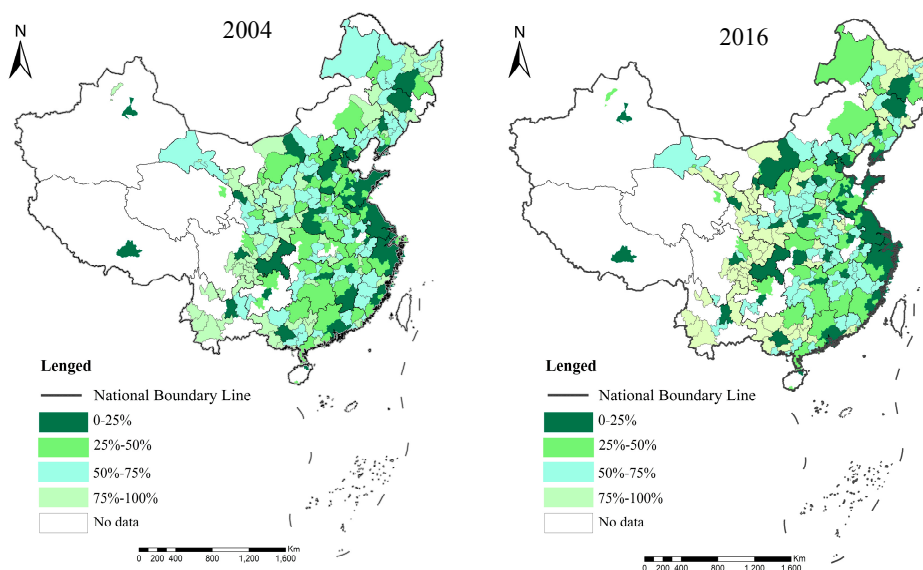 N
2004
Lenged
National Boundary Line
0-25%
25%-50%
50%-75%
75%-100%
No data
0 200 400 800 1,200 1,600
Km
N
2016
Lenged
National Boundary Line
0-25%
25%-50%
50%-75%
75%-100%
No data
0 200 400 800 1,200 1,600
Km